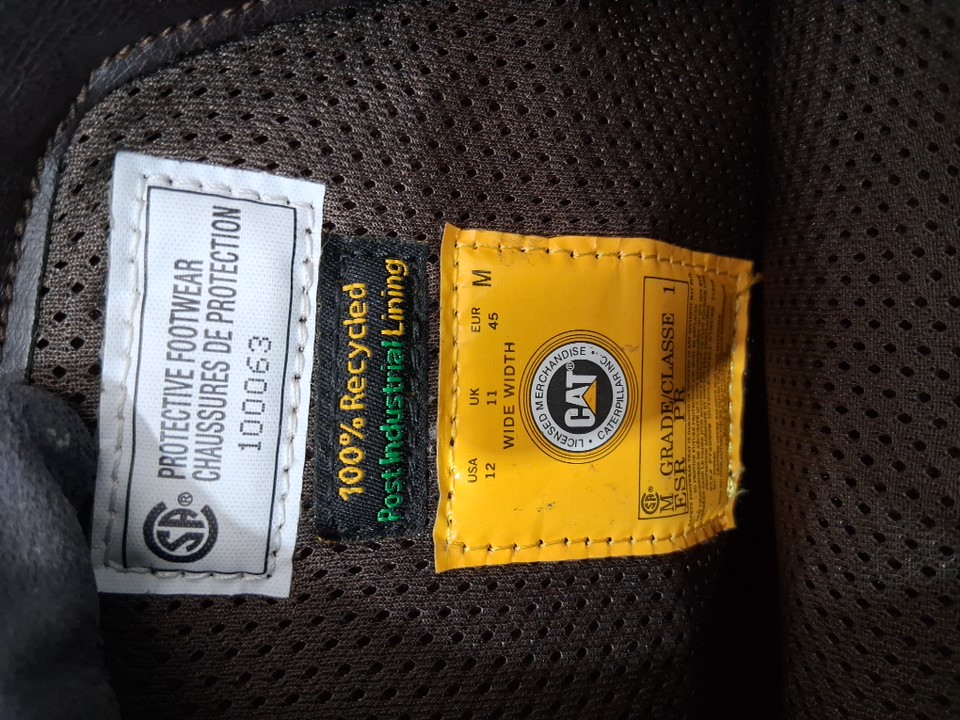 PROTECTIVE FOOTWEAR
CHAUSSURES DE PROTECTION
100063
SA®
100% Recycled
Post Industrial Lining
USA UK EUR
12 11 45 M
WIDE WIDTH
LICENSED MERCHANDISE • CATERPILLAR INC. •
CAT®
M GRADE/CLASSE 1
ESR PR